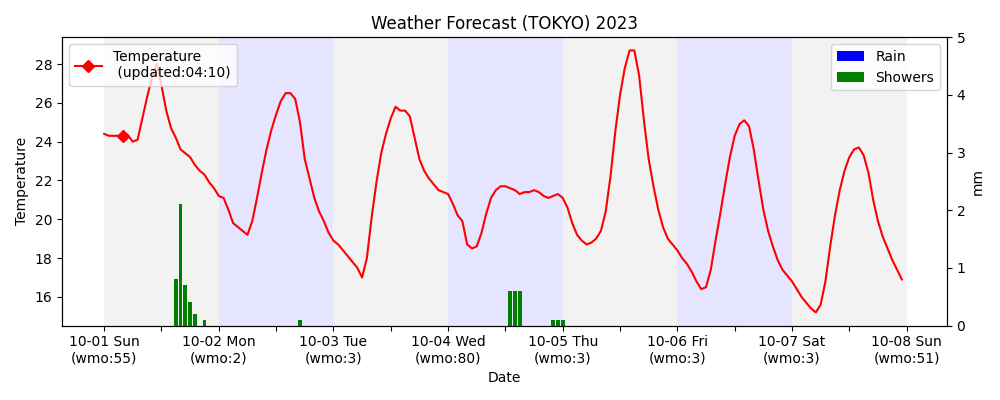 Weather Forecast (TOKYO) 2023
Temperature
(updated:04:10)
Rain
Showers
Temperature
28
26
24
22
20
18
16
5
4
3
2
1
0
mm
10-01 Sun 10-02 Mon 10-03 Tue 10-04 Wed 10-05 Thu 10-06 Fri 10-07 Sat 10-08 Sun
(wmo:55) (wmo:2) (wmo:3) (wmo:80) (wmo:3) (wmo:3) (wmo:3) (wmo:51)
Date